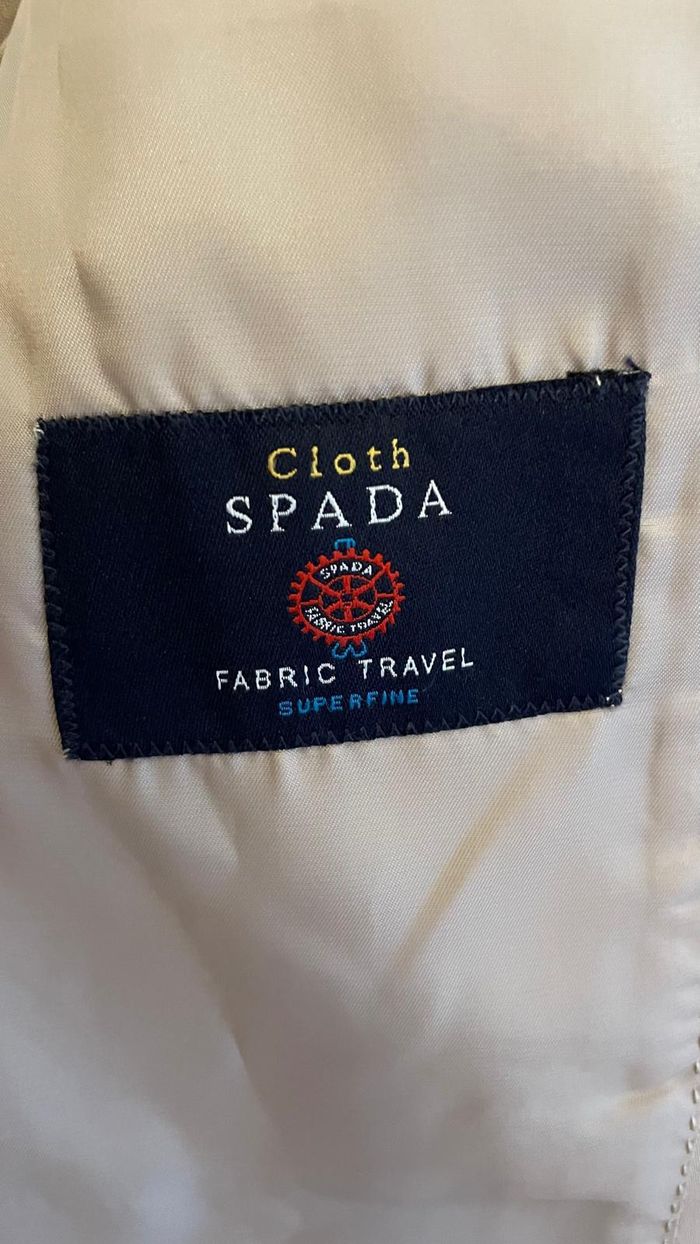 Cloth
SPADA
SPADA
FABRIC TRAVEL
FABRIC TRAVEL
SUPERFINE